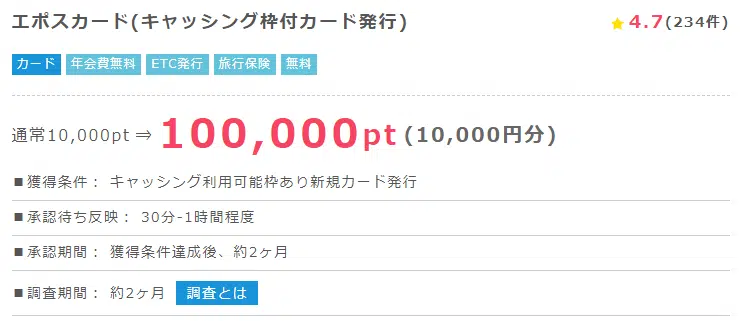 エポスカード(キャッシング枠付カード発行) ★ 4.7(234件)
カード 年会費無料 ETC発行 旅行保険 無料
通常10,000pt ⇒ 100,000pt (10,000円分)
■獲得条件： キャッシング利用可能枠あり新規カード発行
■承認待ち反映： 30分-1時間程度
■承認期間： 獲得条件達成後、約2ヶ月
■調査期間： 約2ヶ月 調査とは